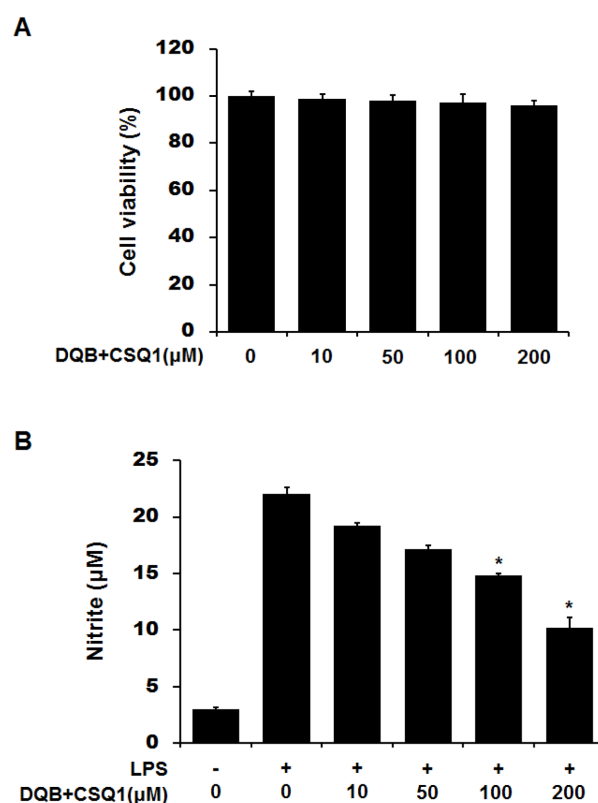 A
Cell viability (%)
120
100
80
60
40
20
0
DQB+CSQ1(µM) 0 10 50 100 200
B
Nitrite (µM)
25
20
15
10
5
0
* 
*
LPS - + + + + +
DQB+CSQ1(µM) 0 0 10 50 100 200